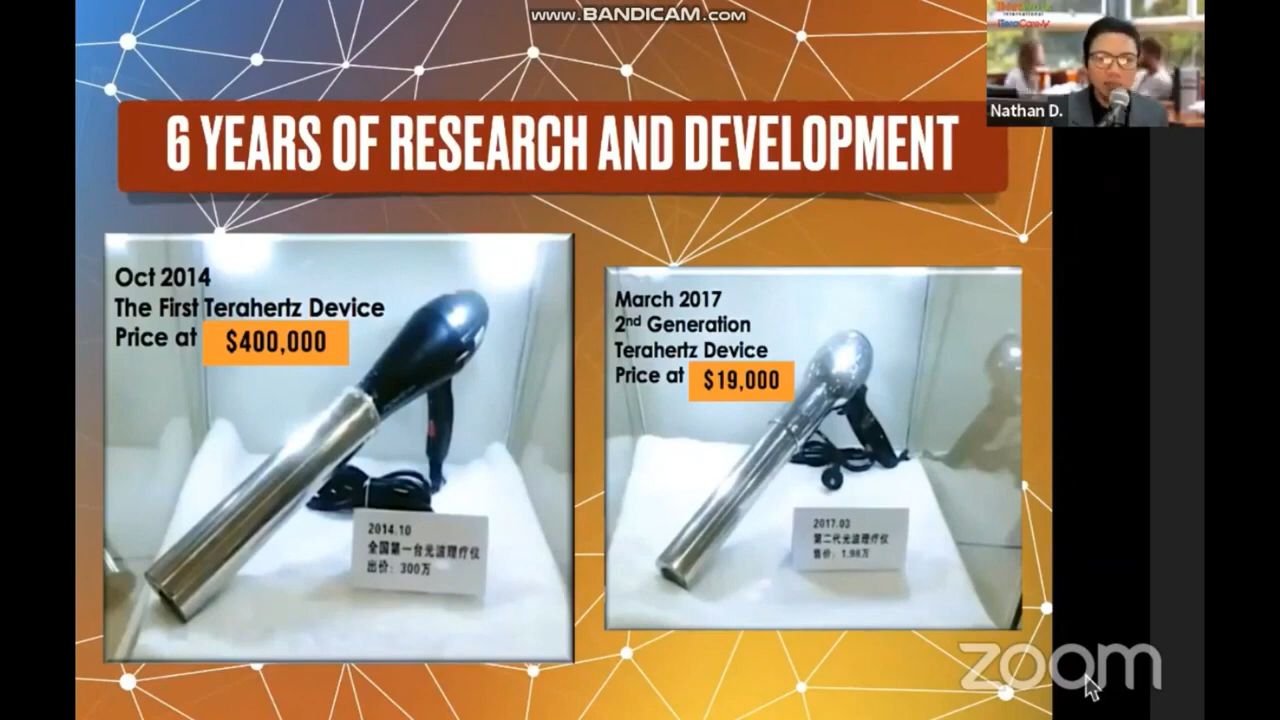 www.BANDICAM.com
International
iTeraCare
Nathan D.
6 YEARS OF RESEARCH AND DEVELOPMENT
Oct 2014
The First Terahertz Device
Price at $400,000
2014.10
全国第一台光波理疗仪
出价: 300万
March 2017
2nd Generation
Terahertz Device
Price at $19,000
2017.03
第二代光波理疗仪
售价: 1.98万
zoom